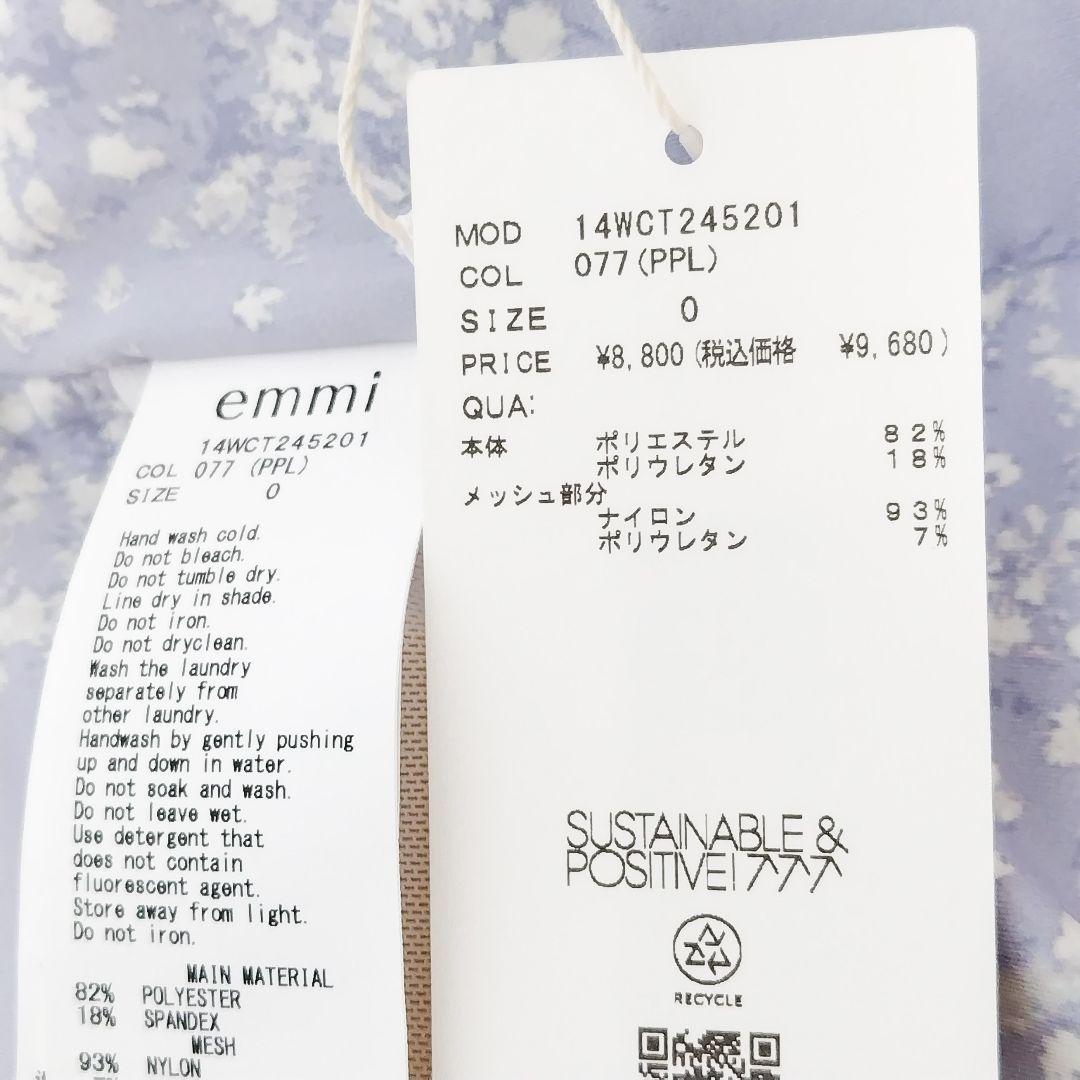 emmi
14WCT245201
COL 077 (PPL)
SIZE 0
Hand wash cold.
Do not bleach.
Do not tumble dry.
Line dry in shade.
Do not iron.
Do not dryclean.
Wash the laundry
separately from
other laundry.
Handwash by gently pushing
up and down in water.
Do not soak and wash.
Do not leave wet.
Use detergent that
does not contain
fluorescent agent.
Store away from light.
Do not iron.
MAIN MATERIAL
82% POLYESTER
18% SPANDEX
MESH
93% NYLON
MOD 14WCT245201
COL 077(PPL)
SIZE 0
PRICE ¥8,800(税込価格 ¥9,680)
QUA:
本体 ポリエステル 82%
ポリウレタン 18%
メッシュ部分
ナイロン 93%
ポリウレタン 7%
SUSTAINABLE &
POSITIVE!
RECYCLE